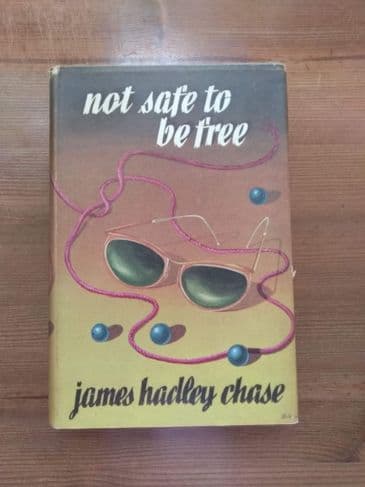 not safe to
be free
james hadley chase